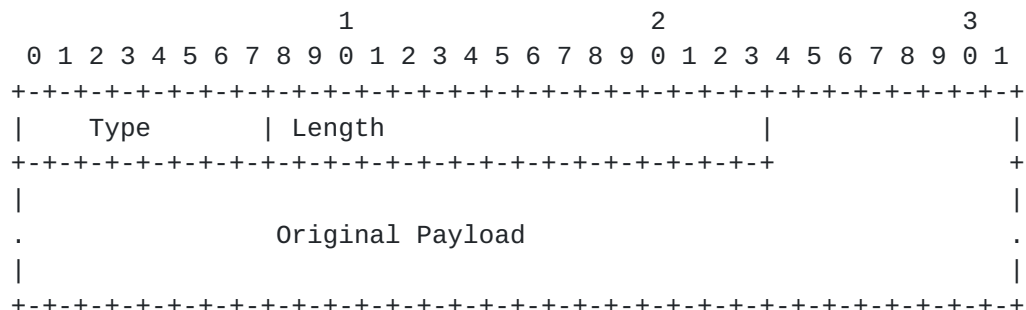 1                   2                   3
 0 1 2 3 4 5 6 7 8 9 0 1 2 3 4 5 6 7 8 9 0 1 2 3 4 5 6 7 8 9 0 1
+-+-+-+-+-+-+-+-+-+-+-+-+-+-+-+-+-+-+-+-+-+-+-+-+-+-+-+-+-+-+-+-+
|    Type       | Length                        |               |
+-+-+-+-+-+-+-+-+-+-+-+-+-+-+-+-+-+-+-+-+-+-+-+-+               +
|                                                               |
.                Original Payload                               .
|                                                               |
+-+-+-+-+-+-+-+-+-+-+-+-+-+-+-+-+-+-+-+-+-+-+-+-+-+-+-+-+-+-+-+-+